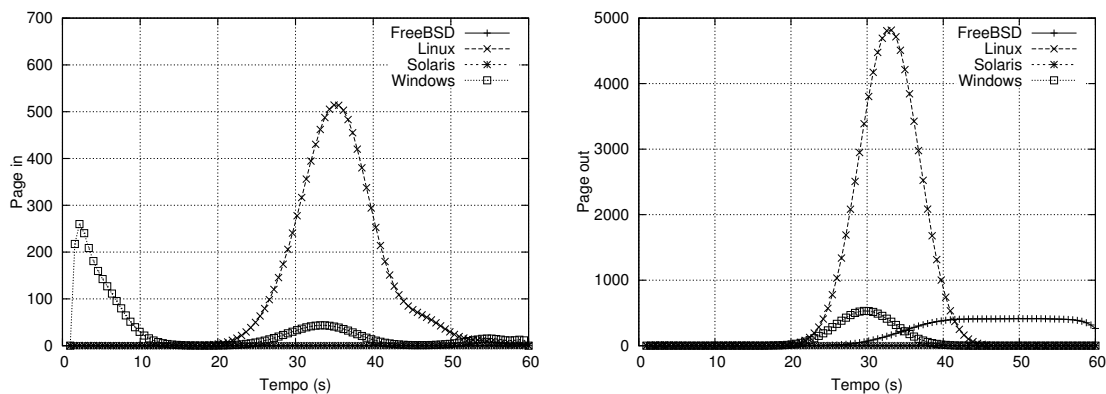 700
600
500
400
300
200
100
0
Page in
0 10 20 30 40 50 60
Tempo (s)
FreeBSD
Linux
Solaris
Windows
5000
4000
3000
2000
1000
0
Page out
0 10 20 30 40 50 60
Tempo (s)
FreeBSD
Linux
Solaris
Windows